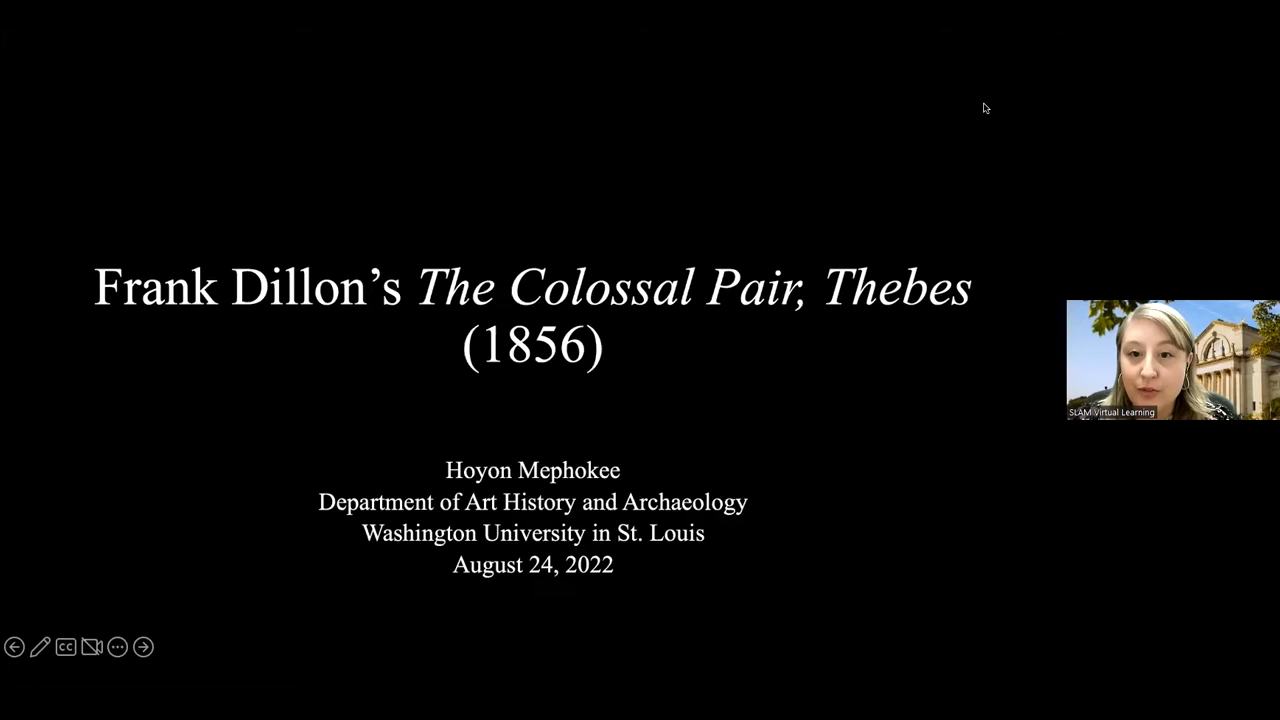 Frank Dillon’s The Colossal Pair, Thebes
(1856)
Hoyon Mephokee
Department of Art History and Archaeology
Washington University in St. Louis
August 24, 2022
SLAM Virtual Learning
CC